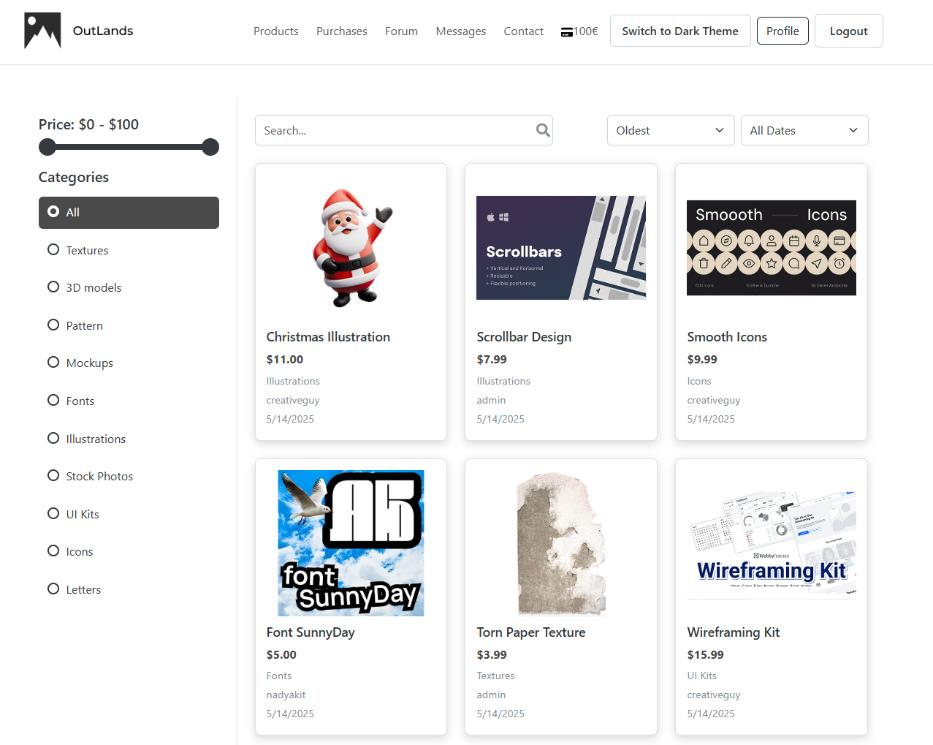 OutLands
Products
Purchases
Forum
Messages
Contact
100€
Switch to Dark Theme
Profile
Logout
Price: $0 - $100
Categories
All
Textures
3D models
Pattern
Mockups
Fonts
Illustrations
Stock Photos
UI Kits
Icons
Letters
Search...
Oldest
All Dates
Scrollbars
• Vertical and horizontal
• Resizable
• Flexible positioning
Smoooth
Icons
Christmas Illustration
$11.00
Illustrations
creativeguy
5/14/2025
Scrollbar Design
$7.99
Illustrations
admin
5/14/2025
Smooth Icons
$9.99
Icons
creativeguy
5/14/2025
font
SunnyDay
Wireframing Kit
Font SunnyDay
$5.00
Fonts
nadyakit
5/14/2025
Torn Paper Texture
$3.99
Textures
admin
5/14/2025
Wireframing Kit
$15.99
UI Kits
creativeguy
5/14/2025